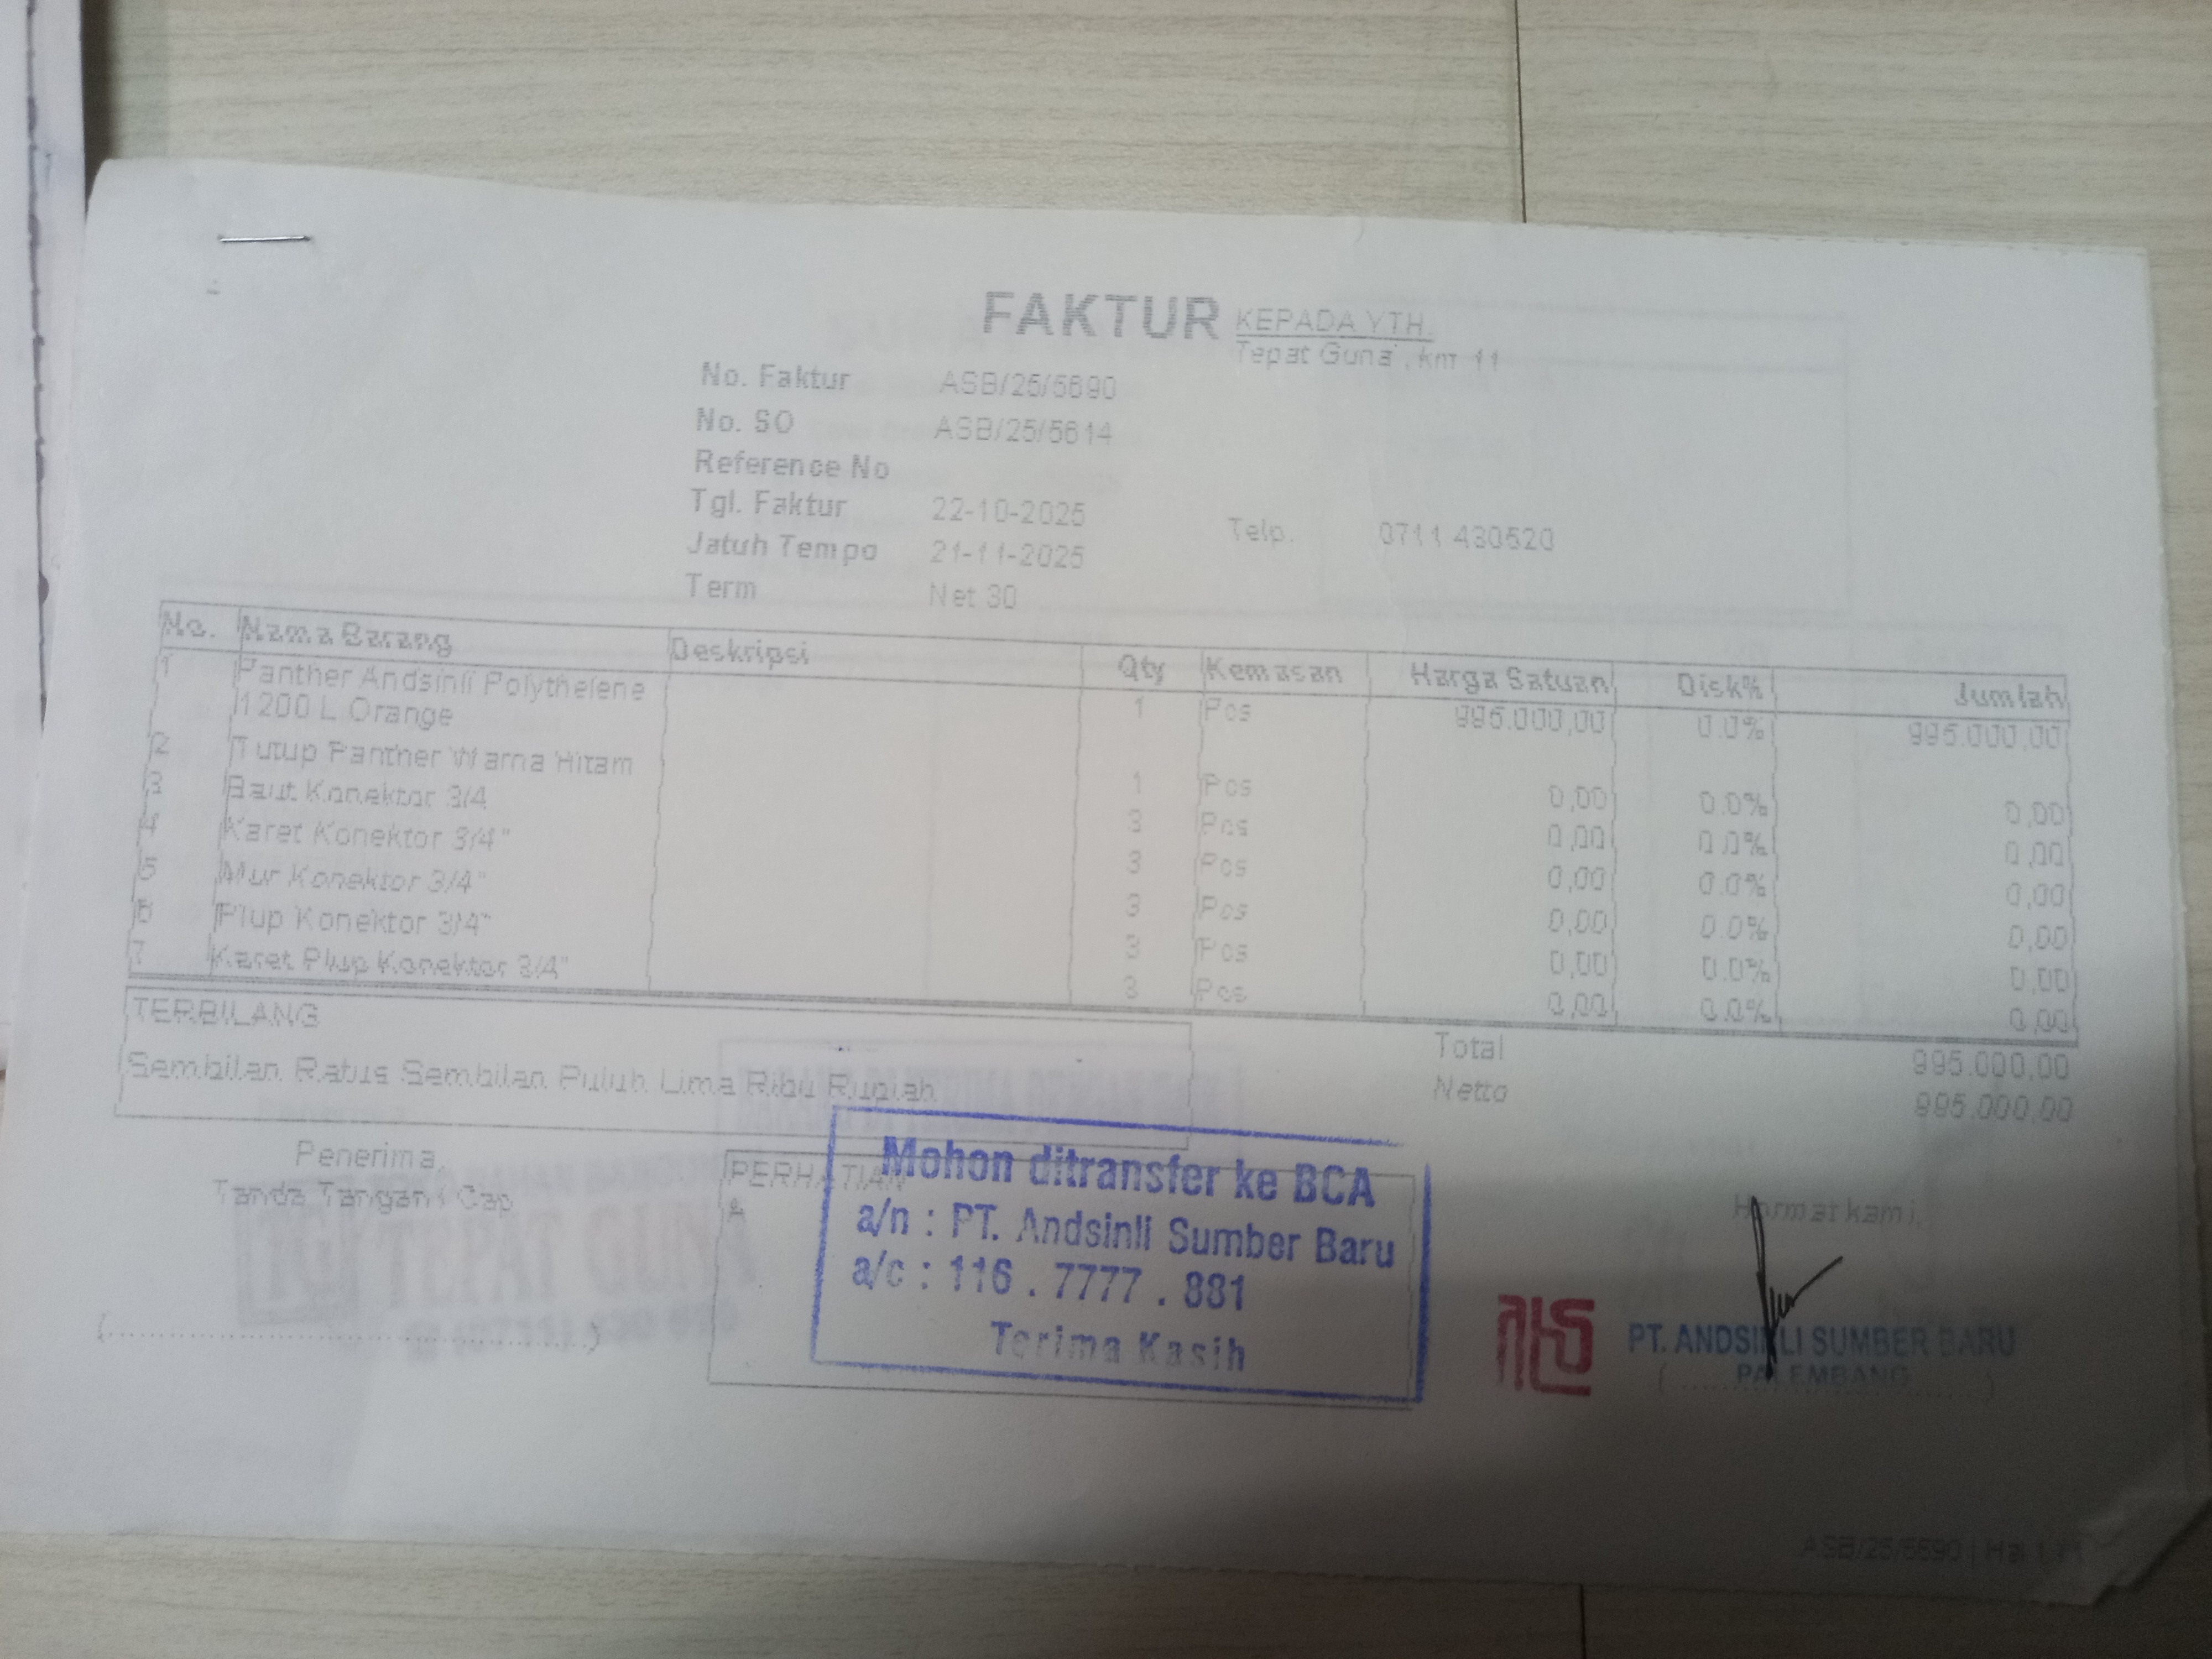 FAKTUR
KEPADA YTH.
Tepat Guna , km 11
No. Faktur ASB/25/5690
No. SO ASB/25/5614
Reference No
Tgl. Faktur 22-10-2025
Jatuh Tempo 21-11-2025
Term Net 30
Telp. 0711 430520
No. Nama Barang Deskripsi Qty Kemasan Harga Satuan Disk% Jumlah
1 Panther Andsinli Polythelene 1 Pcs 995.000,00 0.0% 995.000,00
1200 L Orange
2 Tutup Panther Warna Hitam 1 Pcs 0,00 0.0% 0,00
3 Baut Konektor 3/4 3 Pcs 0,00 0.0% 0,00
4 Karet Konektor 3/4" 3 Pcs 0,00 0.0% 0,00
5 Mur Konektor 3/4" 3 Pcs 0,00 0.0% 0,00
6 Plup Konektor 3/4" 3 Pcs 0,00 0.0% 0,00
7 Karet Plup Konektor 3/4" 3 Pcs 0,00 0.0% 0,00
TERBILANG
Sembilan Ratus Sembilan Puluh Lima Ribu Rupiah
Total 995.000,00
Netto 995.000,00
Penerima,
Tanda Tangan / Cap
PERHATIAN
Mohon ditransfer ke BCA
a/n : PT. Andsinli Sumber Baru
a/c : 116 . 7777 . 881
Terima Kasih
Hormat kami,
PT. ANDSINLI SUMBER BARU
PALEMBANG